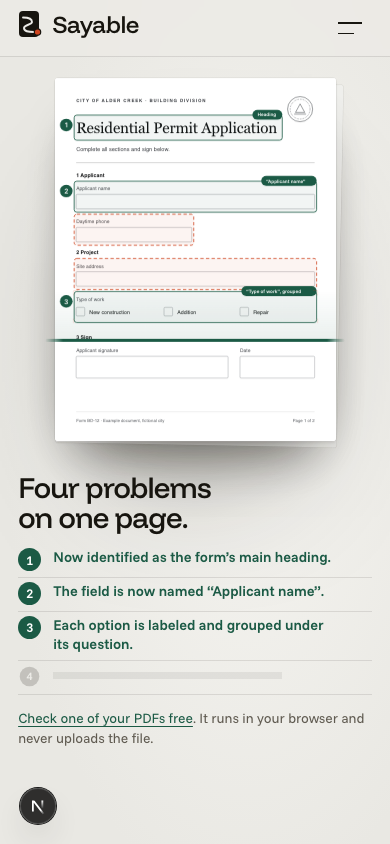 Sayable
CITY OF ALDER CREEK · BUILDING DIVISION
Heading
1
Residential Permit Application
Complete all sections and sign below.
1 Applicant
"Applicant name"
2
Applicant name
Daytime phone
2 Project
Site address
"Type of work", grouped
3
Type of work
New construction
Addition
Repair
3 Sign
Applicant signature
Date
Page 1 of 2
Four problems
on one page.
1
Now identified as the form’s main heading.
2
The field is now named “Applicant name”.
3
Each option is labeled and grouped under
its question.
4
Check one of your PDFs free. It runs in your browser and
never uploads the file.
N